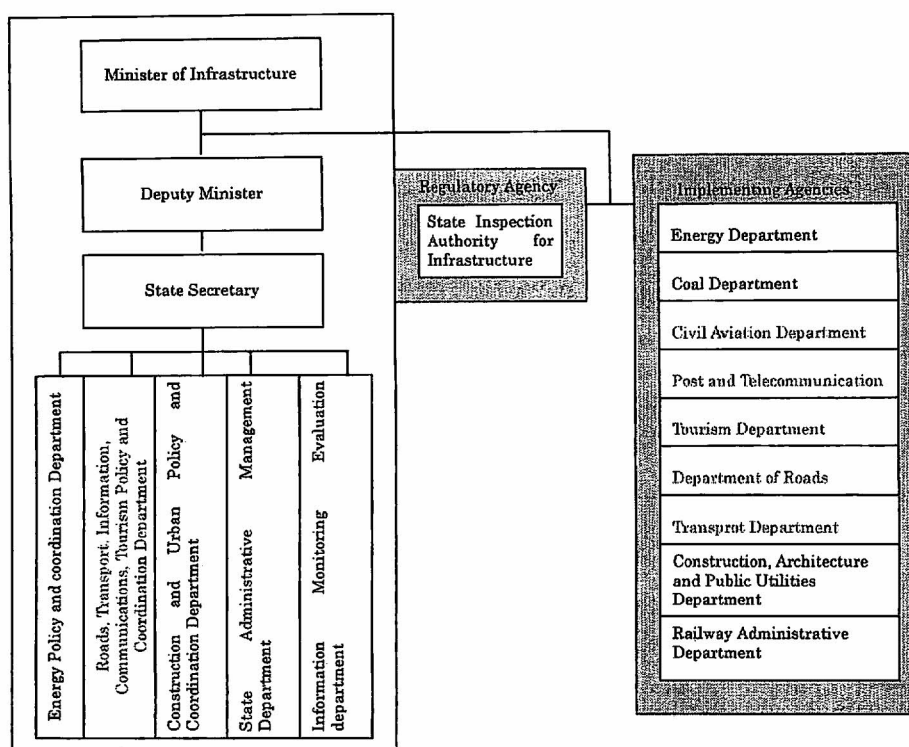 Minister of Infrastructure
Deputy Minister
State Secretary
Energy Policy and coordination Department
Roads, Transport, Information,
Communications, Tourism Policy and
Coordination Department
Construction and Urban Policy and
Coordination Department
State Administrative Management
Department
Information Monitoring Evaluation
department
Regulatory Agency
State Inspection
Authority for
Infrastructure
Implementing Agencies
Energy Department
Coal Department
Civil Aviation Department
Post and Telecommunication
Tourism Department
Department of Roads
Transprot Department
Construction, Architecture
and Public Utilities
Department
Railway Administrative
Department